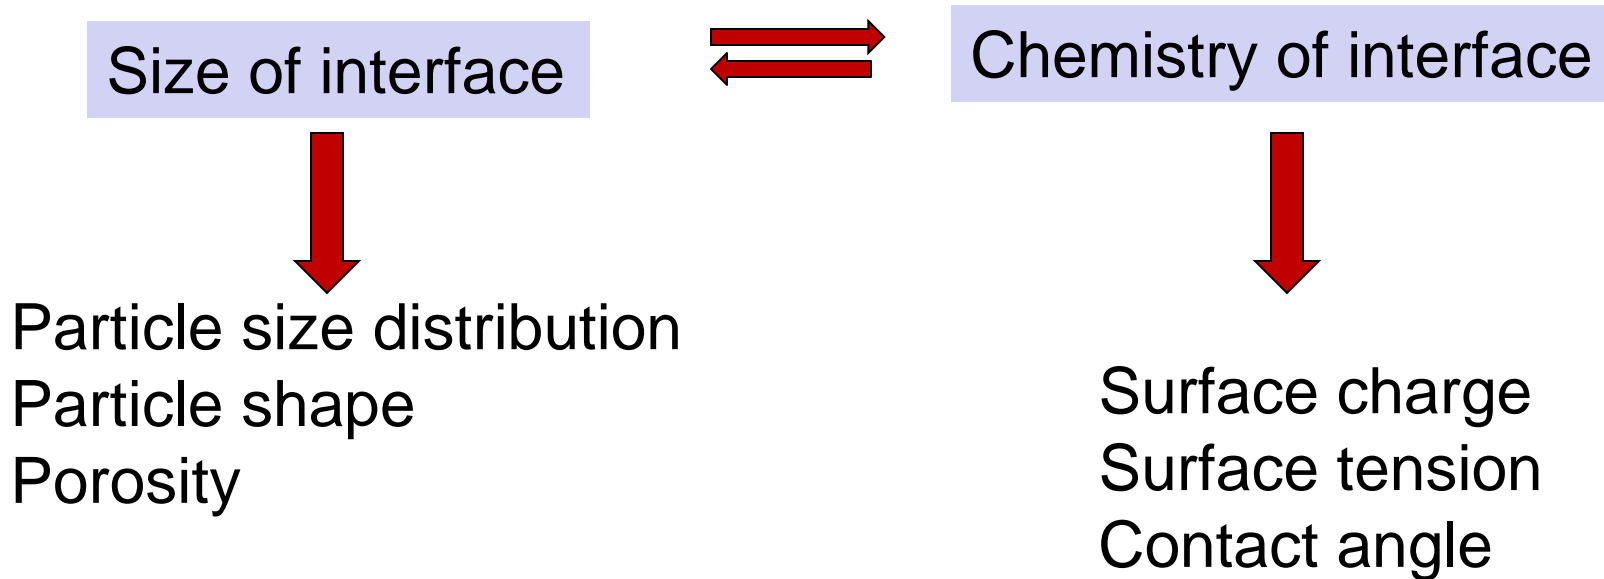 Size of interface
Chemistry of interface
Particle size distribution
Particle shape
Porosity
Surface charge
Surface tension
Contact angle